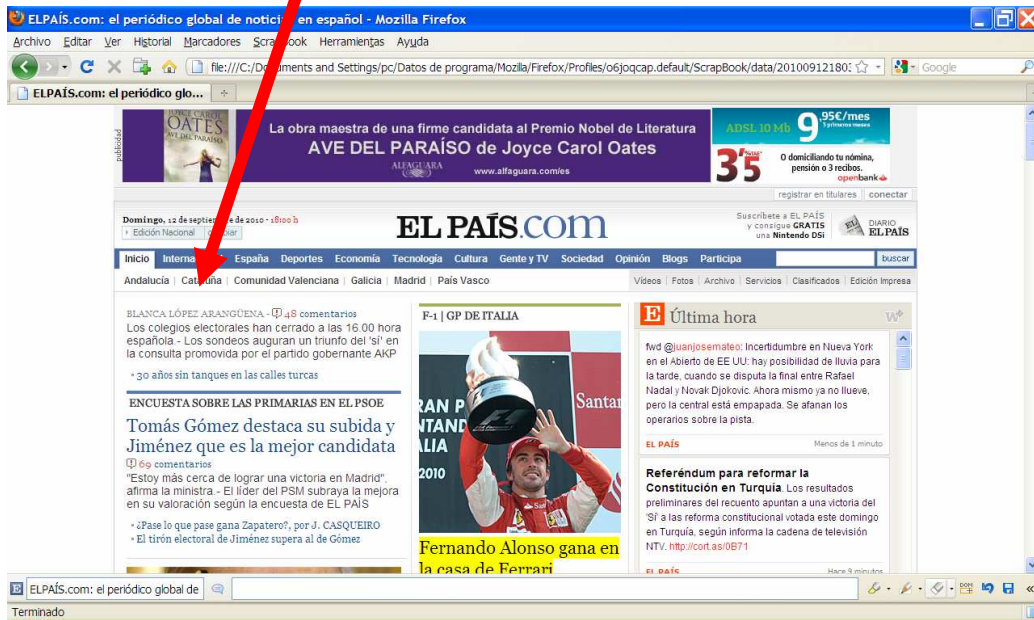 ELPAÍS.com: el periódico global de en español - Mozilla Firefox
Archivo Editar Ver Historial Marcadores Herramientas Ayuda
and Settings/pc/Datos de programa/Mozilla/Firefox/Profiles/o6joqcap.default/ScrapBook/data/201009121803 Google
ELPAÍS.com: el periódico glo...
publicidad
JOYCE CAROL
OATES
AVE DEL PARAÍSO
La obra maestra de una firme candidata al Premio Nobel de Literatura
AVE DEL PARAÍSO de Joyce Carol Oates
ALFAGUARA www.alfaguara.com/es
ADSL 10 Mb 9,95€/mes
3'5
O domiciliando tu nómina,
pensión o 3 recibos.
openbank
registrar en titulares conectar
Domingo, 12 de septiembre de 2010 - 18:00 h
Edición Nacional
EL PAÍS.com
Suscríbete a EL PAÍS
y consigue GRATIS
una Nintendo DSi
DIARIO
EL PAÍS
Inicio España Deportes Economía Tecnología Cultura Gente y TV Sociedad Opinión Blogs Participa buscar
Andalucía Cataluña Comunidad Valenciana Galicia Madrid País Vasco Vídeos Fotos Archivo Servicios Clasificados Edición Impresa
BLANCA LÓPEZ ARANGÜENA - 48 comentarios
Los colegios electorales han cerrado a las 16.00 hora
española.- Los sondeos auguran un triunfo del 'sí' en
la consulta promovida por el partido gobernante AKP
30 años sin tanques en las calles turcas
ENCUESTA SOBRE LAS PRIMARIAS EN EL PSOE
Tomás Gómez destaca su subida y
Jiménez que es la mejor candidata
69 comentarios
"Estoy más cerca de lograr una victoria en Madrid",
afirma la ministra.- El líder del PSM subraya la mejora
en su valoración según la encuesta de EL PAÍS
¿Pase lo que pase gana Zapatero?, por J. CASQUEIRO
El tirón electoral de Jiménez supera al de Gómez
F-1 | GP DE ITALIA
RAN P
Santan
NTAND
ALIA
2010
Fernando Alonso gana en
la casa de Ferrari
E Última hora
fwd @juanjosemateo: Incertidumbre en Nueva York
en el Abierto de EE UU: hay posibilidad de lluvia para
la tarde, cuando se disputa la final entre Rafael
Nadal y Novak Djokovic. Ahora mismo ya no llueve,
pero la central está empapada. Se afanan los
operarios sobre la pista.
EL PAÍS Menos de 1 minuto
Referéndum para reformar la
Constitución en Turquía. Los resultados
preliminares del recuento apuntan a una victoria del
'Sí' a las reforma constitucional votada este domingo
en Turquía, según informa la cadena de televisión
NTV. http://cort.as/0B71
EL PAÍS Hace 9 minutos
ELPAÍS.com: el periódico global de
Terminado